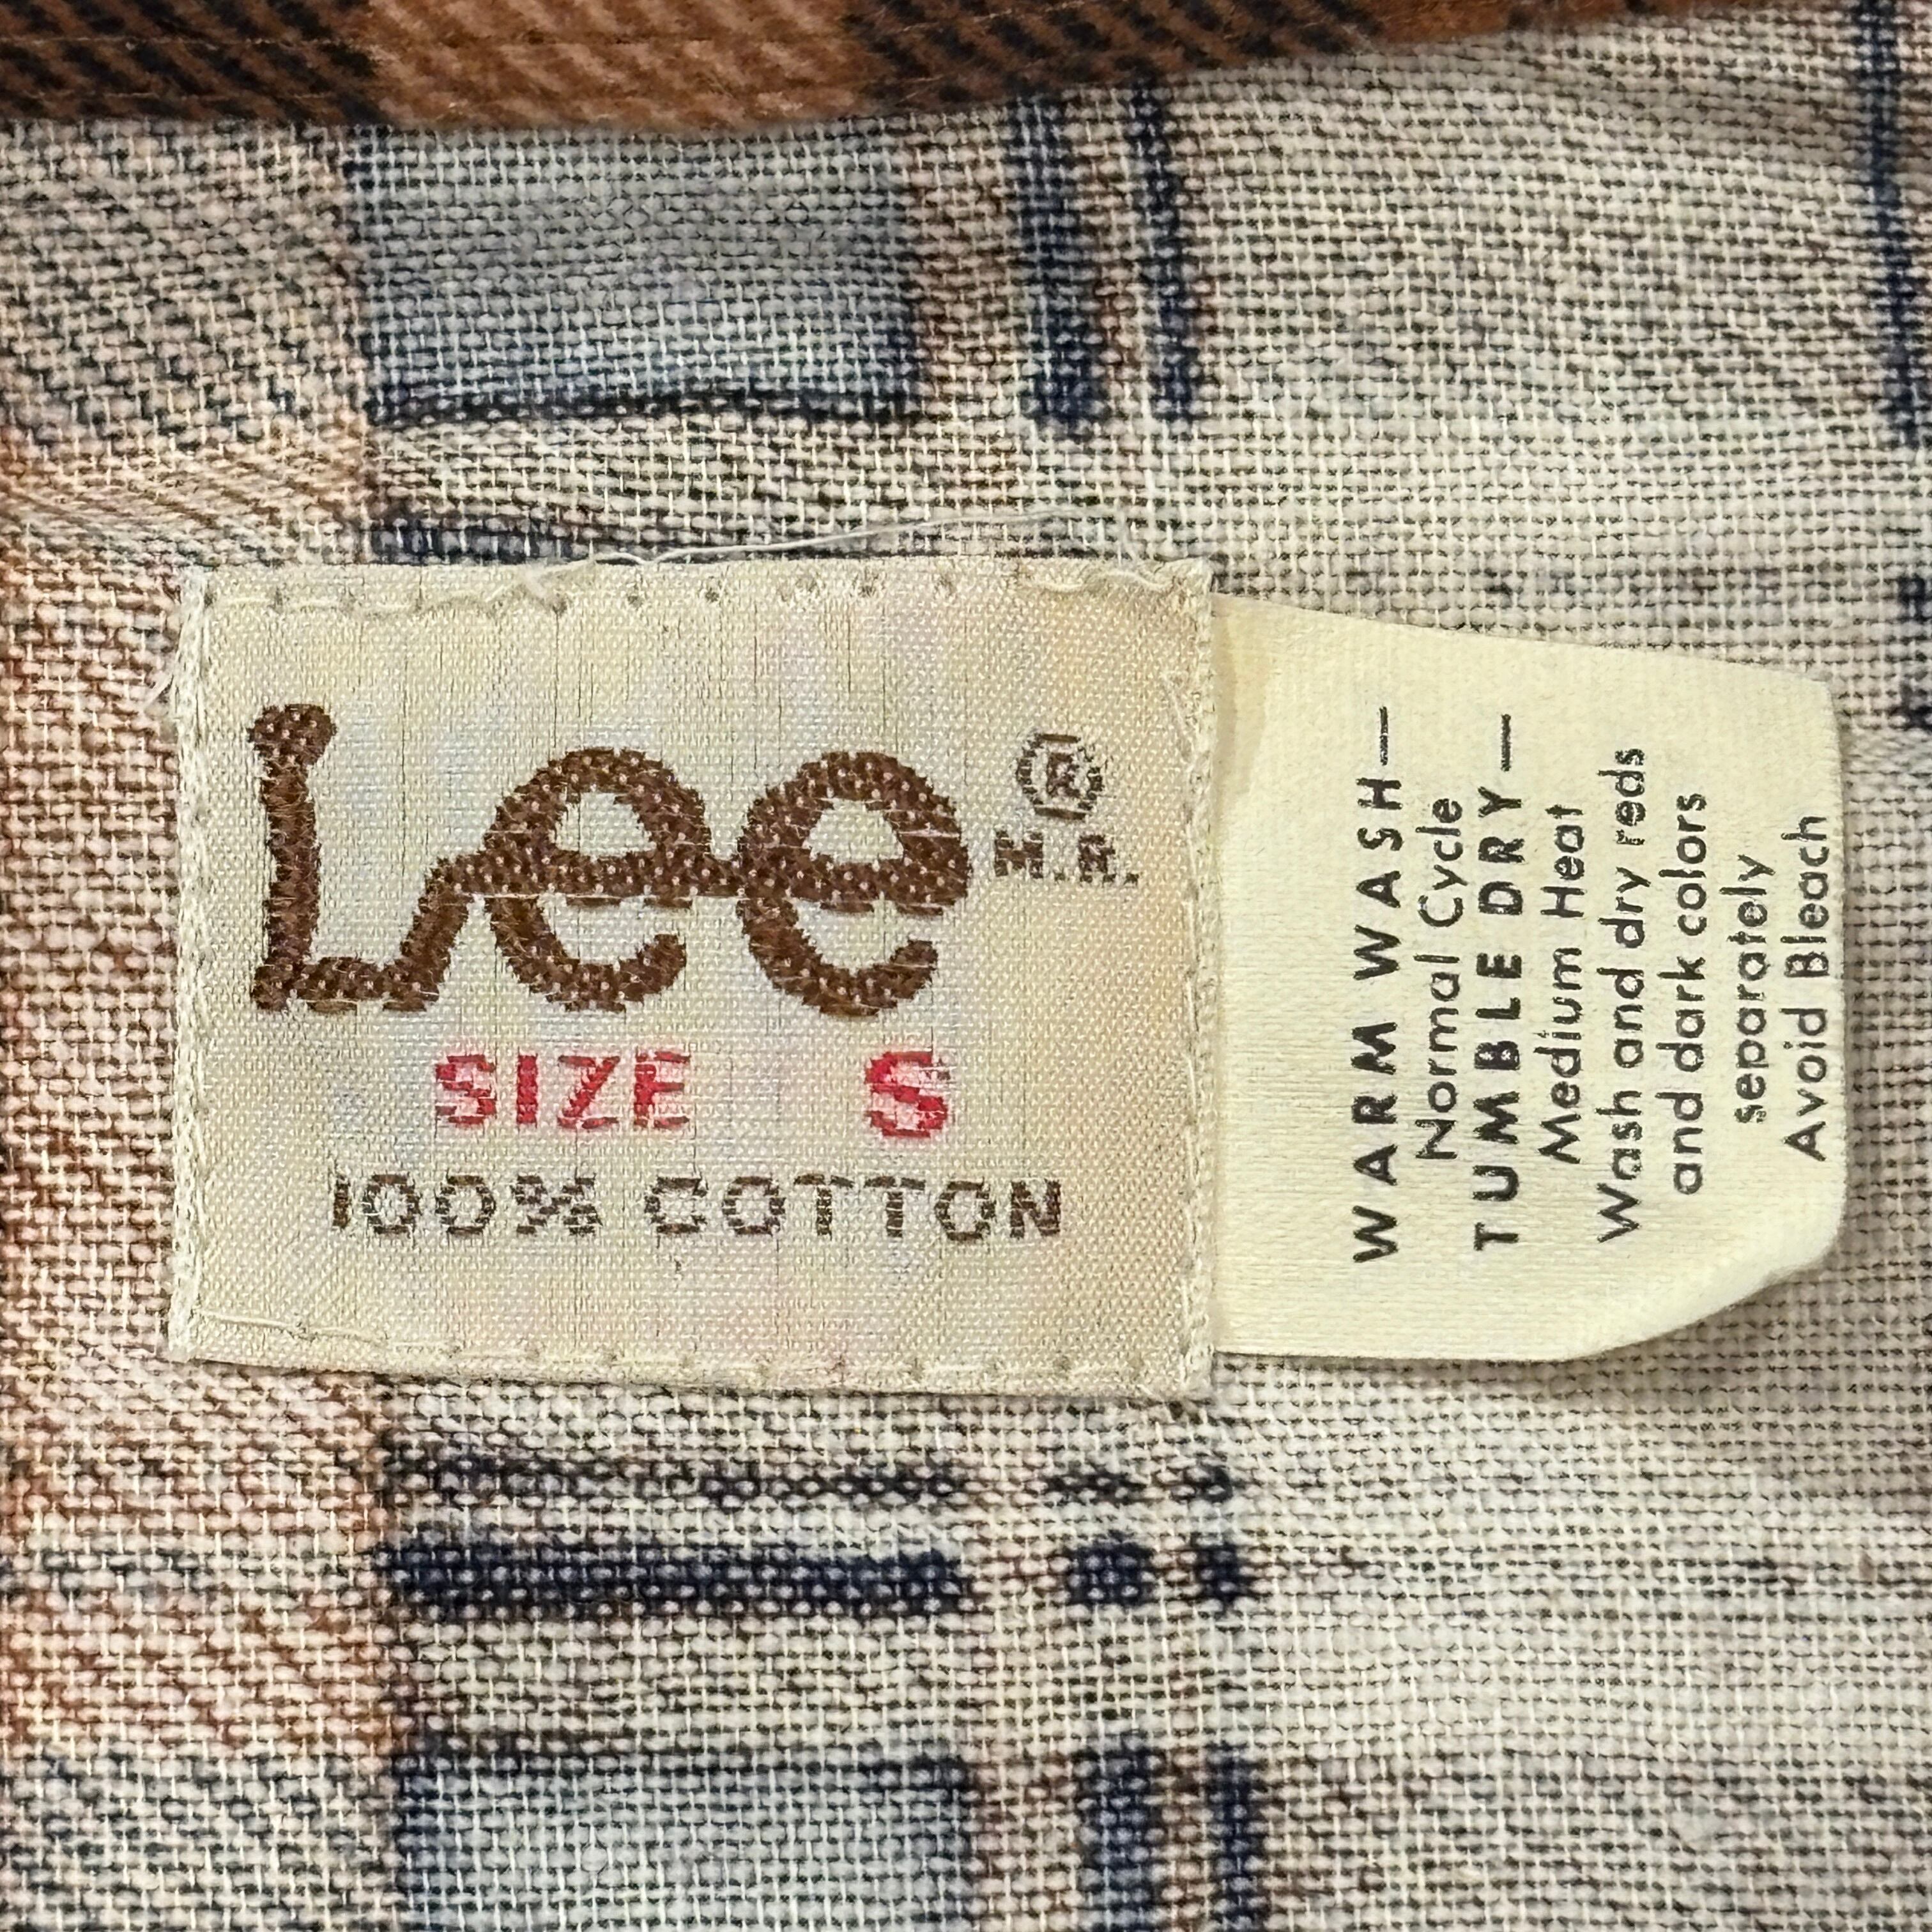 Lee ®
M.R.
SIZE S
100% COTTON
WARM WASH—
Normal Cycle
TUMBLE DRY—
Medium Heat
Wash and dry reds
and dark colors
separately
Avoid Bleach